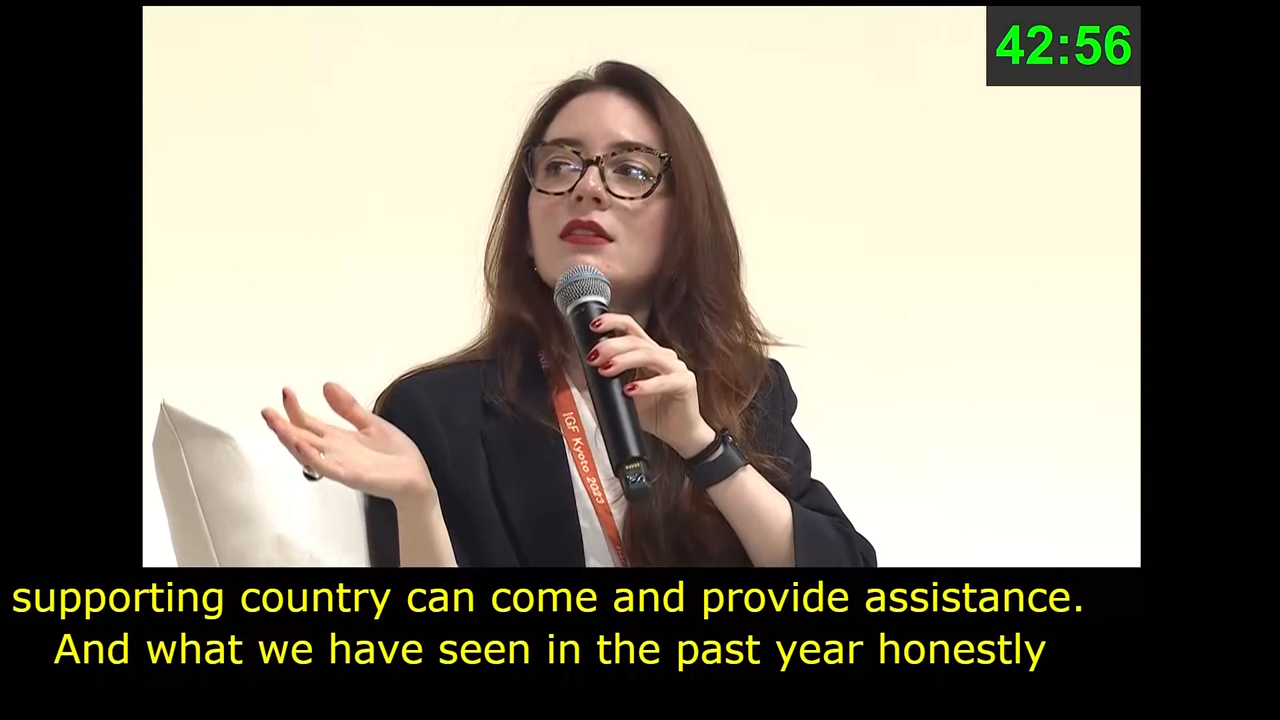 42:56
IGF Kyoto 2023
supporting country can come and provide assistance.
And what we have seen in the past year honestly